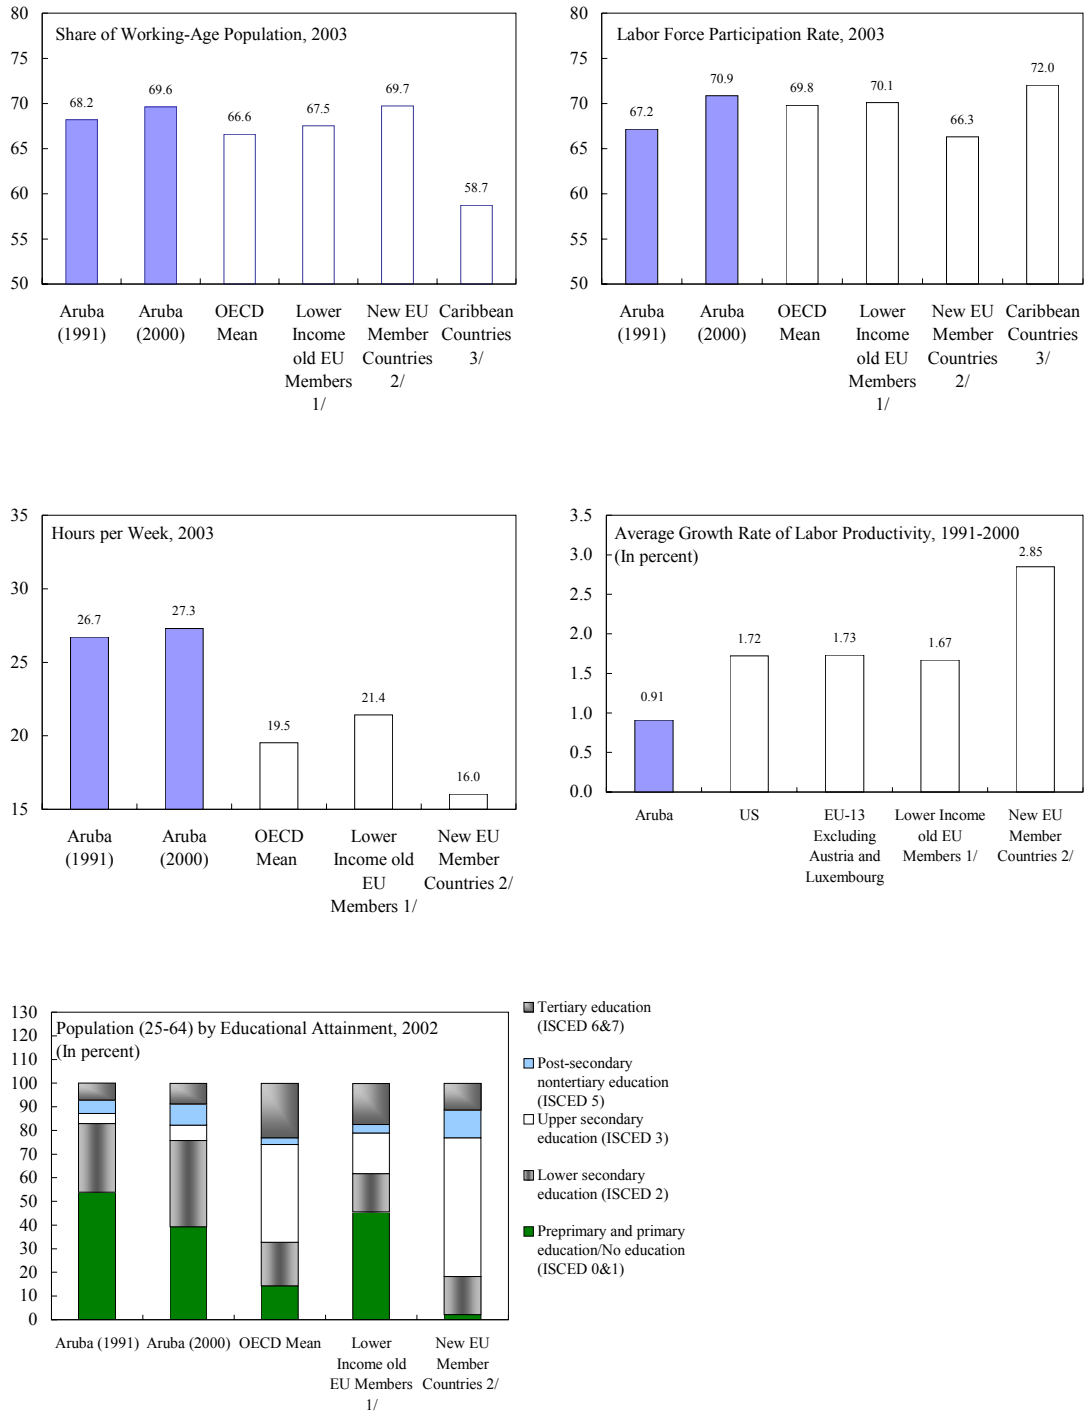 Share of Working-Age Population, 2003
80
75
70
65
60
55
50
68.2
69.6
66.6
67.5
69.7
58.7
Aruba
(1991)
Aruba
(2000)
OECD
Mean
Lower
Income
old EU
Members
1/
New EU
Member
Countries
2/
Caribbean
Countries
3/
Labor Force Participation Rate, 2003
80
75
70
65
60
55
50
67.2
70.9
69.8
70.1
66.3
72.0
Aruba
(1991)
Aruba
(2000)
OECD
Mean
Lower
Income
old EU
Members
1/
New EU
Member
Countries
2/
Caribbean
Countries
3/
Hours per Week, 2003
35
30
25
20
15
26.7
27.3
19.5
21.4
16.0
Aruba
(1991)
Aruba
(2000)
OECD
Mean
Lower
Income old
EU
Members 1/
New EU
Member
Countries 2/
Average Growth Rate of Labor Productivity, 1991-2000
(In percent)
3.5
3.0
2.5
2.0
1.5
1.0
0.5
0.0
0.91
1.72
1.73
1.67
2.85
Aruba
US
EU-13
Excluding
Austria and
Luxembourg
Lower Income
old EU
Members 1/
New EU
Member
Countries 2/
Population (25-64) by Educational Attainment, 2002
(In percent)
130
120
110
100
90
80
70
60
50
40
30
20
10
0
Aruba (1991)
Aruba (2000)
OECD Mean
Lower
Income old
EU Members
1/
New EU
Member
Countries 2/
Tertiary education
(ISCED 6&7)
Post-secondary
nontertiary education
(ISCED 5)
Upper secondary
education (ISCED 3)
Lower secondary
education (ISCED 2)
Preprimary and primary
education/No education
(ISCED 0&1)